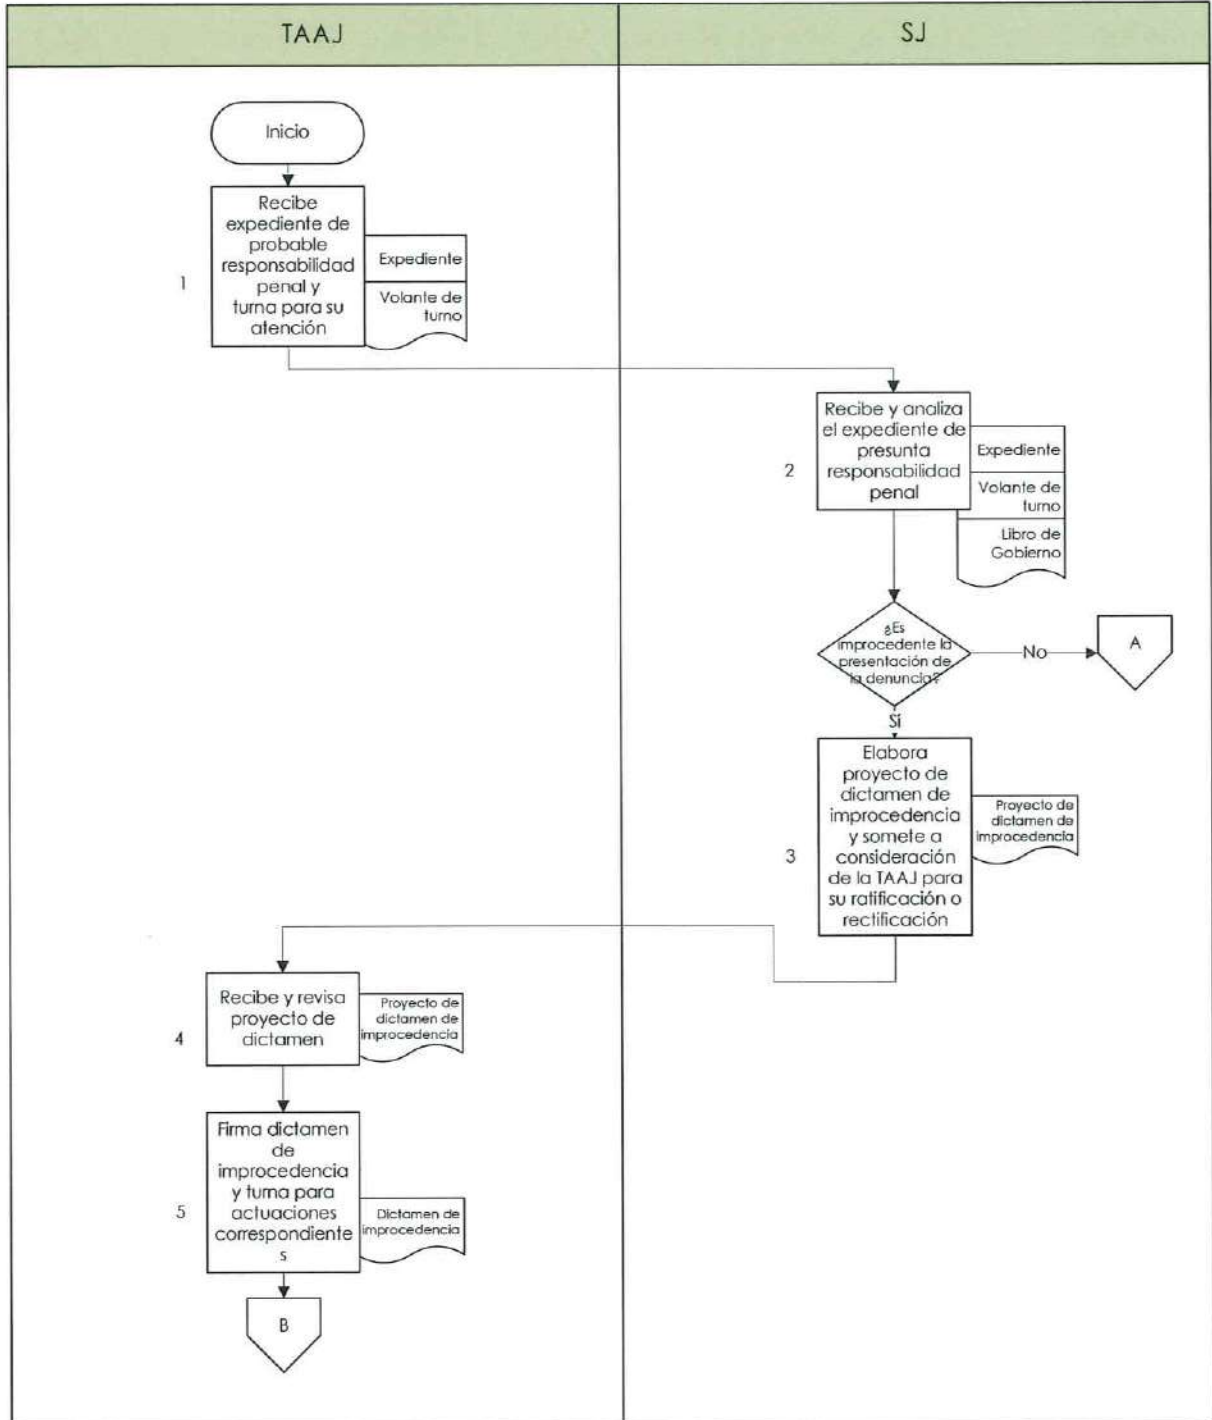 TAAJ
SJ
Inicio
1
Recibe
expediente de
probable
responsabilidad
penal y
turna para su
atención
Expediente
Volante de
turno
2
Recibe y analiza
el expediente de
presunta
responsabilidad
penal
Expediente
Volante de
turno
Libro de
Gobierno
¿Es
improcedente la
presentación de
la denuncia?
No
A
Si
3
Elabora
proyecto de
dictamen de
improcedencia
y somete a
consideración
de la TAAJ para
su ratificación o
rectificación
Proyecto de
dictamen de
improcedencia
4
Recibe y revisa
proyecto de
dictamen
Proyecto de
dictamen de
improcedencia
5
Firma dictamen
de
improcedencia
y turna para
actuaciones
correspondiente
s
Dictamen de
improcedencia
B